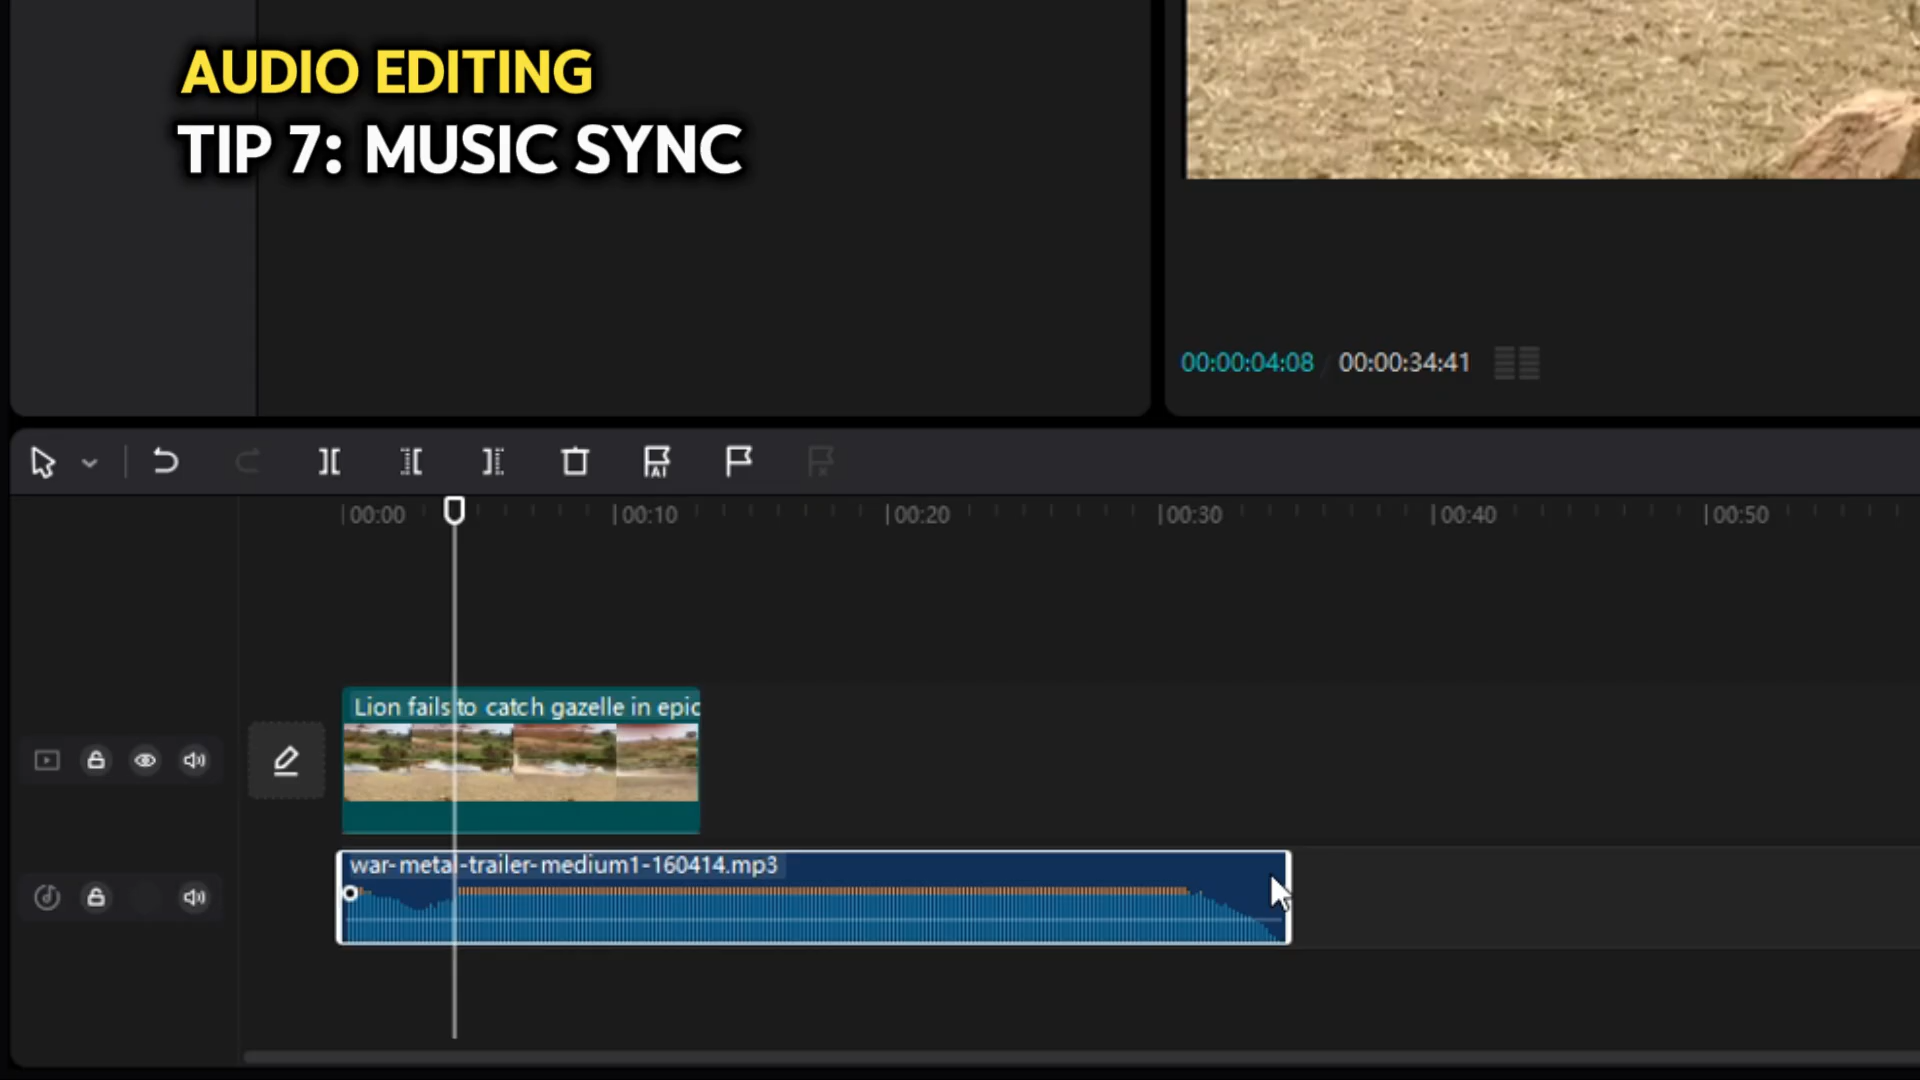 AUDIO EDITING
TIP 7: MUSIC SYNC
00:00:04:08 00:00:34:41
AI
00:00 00:10 00:20 00:30 00:40 00:50
Lion fails to catch gazelle in epic
war-metal-trailer-medium1-160414.mp3